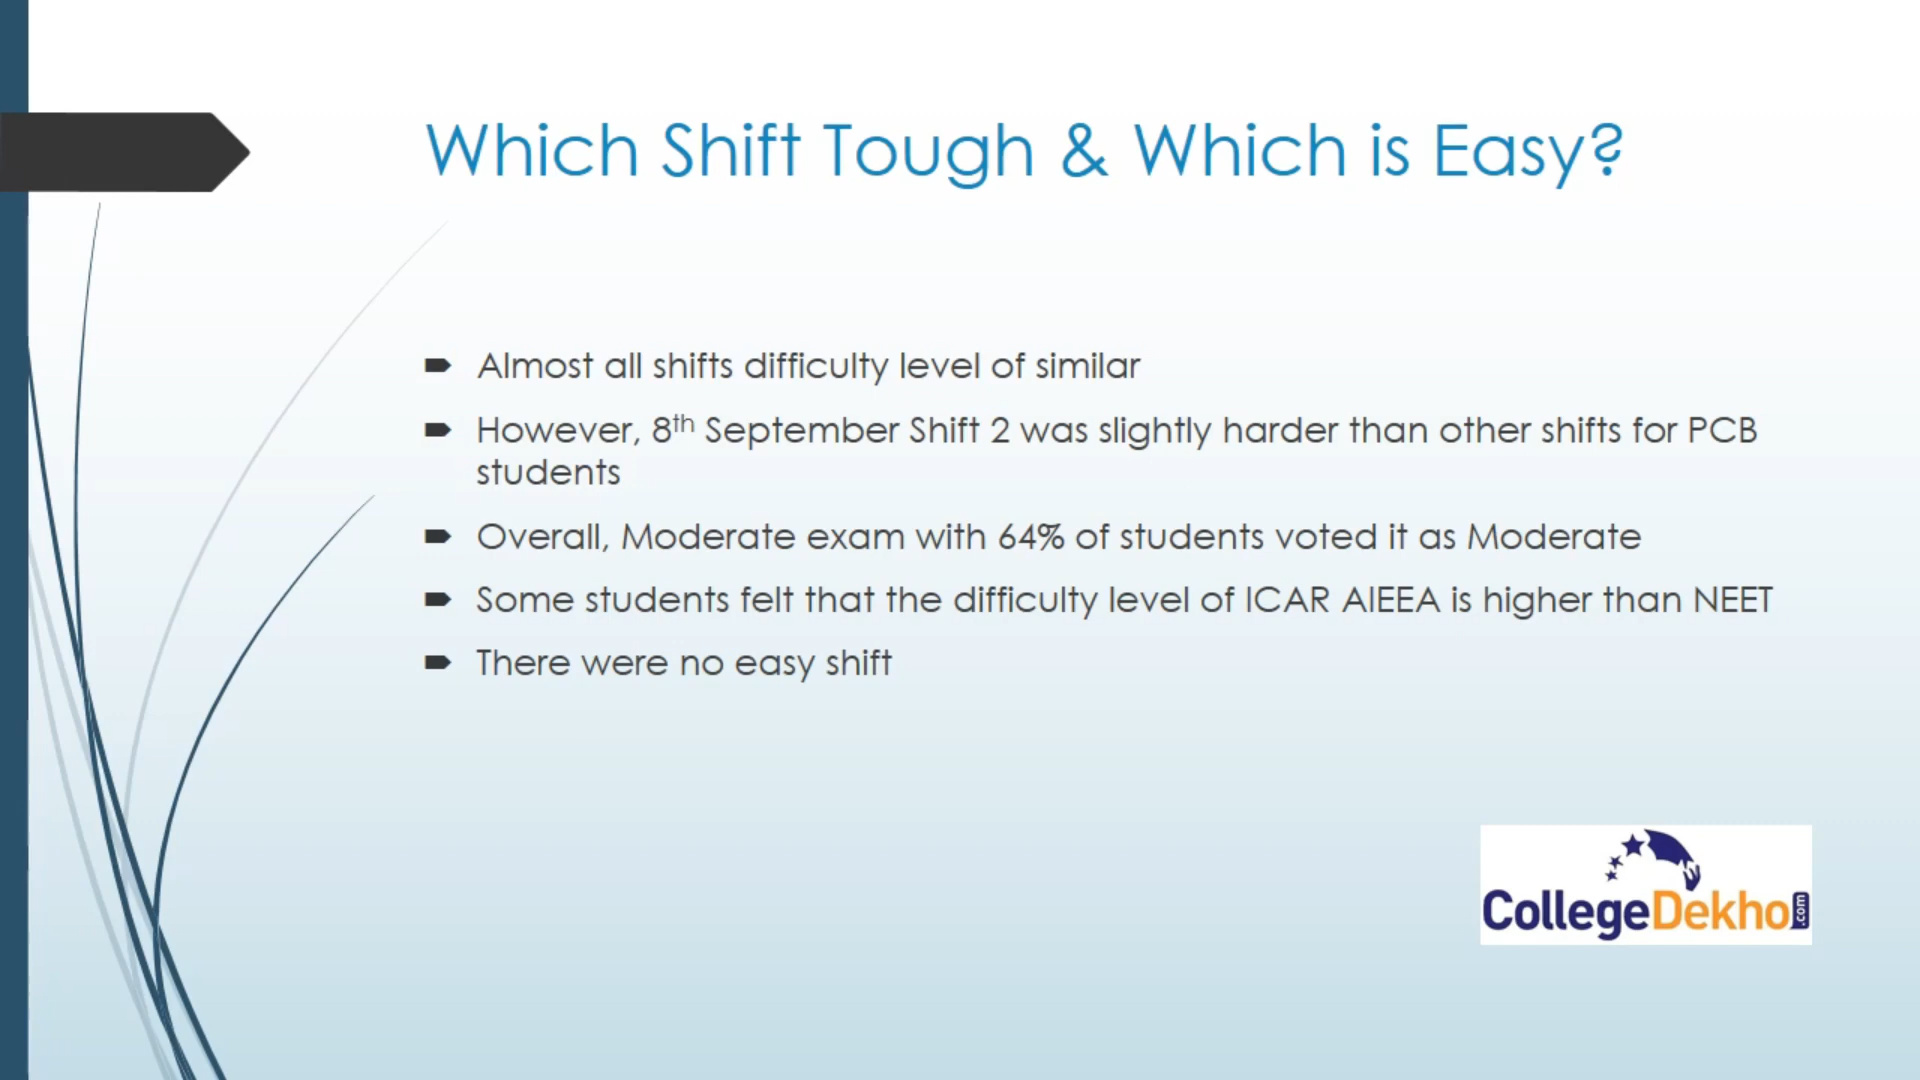 Which Shift Tough & Which is Easy?
Almost all shifts difficulty level of similar
However, 8th September Shift 2 was slightly harder than other shifts for PCB
students
Overall, Moderate exam with 64% of students voted it as Moderate
Some students felt that the difficulty level of ICAR AIEEA is higher than NEET
There were no easy shift
CollegeDekho.com